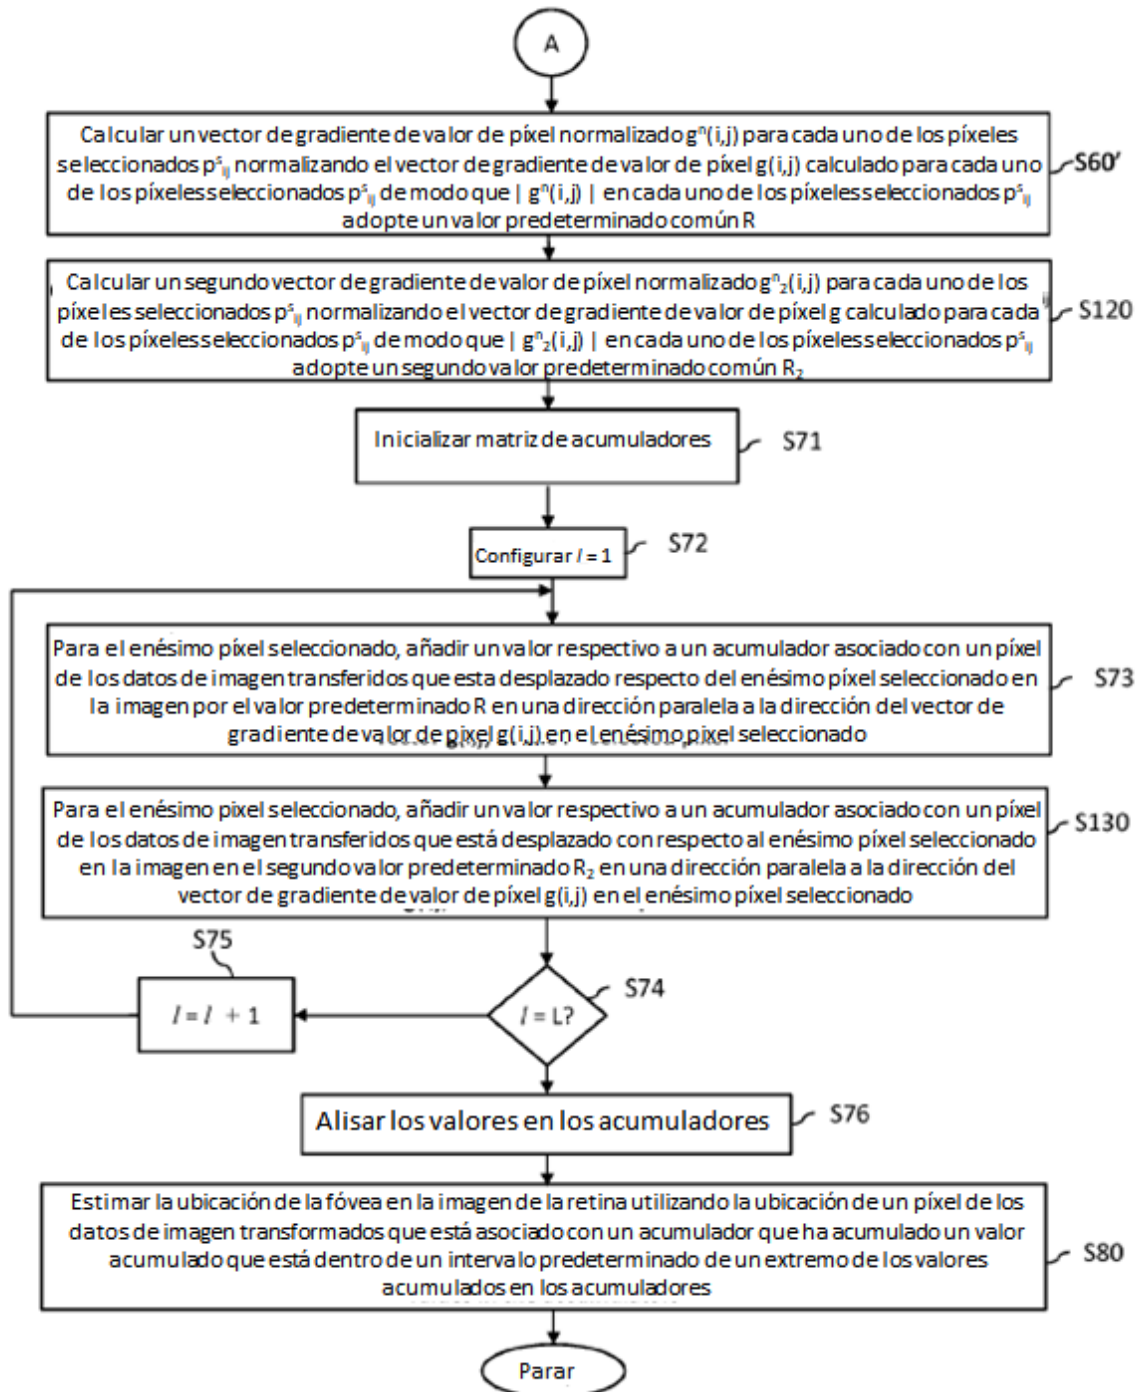 A
Calcular un vector de gradiente de valor de píxel normalizado gⁿ(i,j) para cada uno de los píxeles
seleccionados pˢᵢⱼ normalizando el vector de gradiente de valor de píxel g(i,j) calculado para cada uno
de los píxeles seleccionados pˢᵢⱼ de modo que | gⁿ(i,j) | en cada uno de los píxeles seleccionados pˢᵢⱼ
adopte un valor predeterminado común R
S60'
Calcular un segundo vector de gradiente de valor de píxel normalizado gⁿ₂(i,j) para cada uno de los
píxeles seleccionados pˢᵢⱼ normalizando el vector de gradiente de valor de píxel g calculado para cada ij
de los píxeles seleccionados pˢᵢⱼ de modo que | gⁿ₂(i,j) | en cada uno de los píxeles seleccionados pˢᵢⱼ
adopte un segundo valor predeterminado común R₂
S120
Inicializar matriz de acumuladores
S71
Configurar l = 1
S72
Para el enésimo píxel seleccionado, añadir un valor respectivo a un acumulador asociado con un píxel
de los datos de imagen transferidos que esta desplazado respecto del enésimo píxel seleccionado en
la imagen por el valor predeterminado R en una dirección paralela a la dirección del vector de
gradiente de valor de pixel g(i,j) en el enésimo pixel seleccionado
S73
Para el enésimo pixel seleccionado, añadir un valor respectivo a un acumulador asociado con un píxel
de los datos de imagen transferidos que está desplazado con respecto al enésimo píxel seleccionado
en la imagen en el segundo valor predeterminado R₂ en una dirección paralela a la dirección del
vector de gradiente de valor de píxel g(i,j) en el enésimo píxel seleccionado
S130
S75
l = l + 1
l = L?
S74
Alisar los valores en los acumuladores
S76
Estimar la ubicación de la fóvea en la imagen de la retina utilizando la ubicación de un píxel de los
datos de imagen transformados que está asociado con un acumulador que ha acumulado un valor
acumulado que está dentro de un intervalo predeterminado de un extremo de los valores
acumulados en los acumuladores
S80
Parar